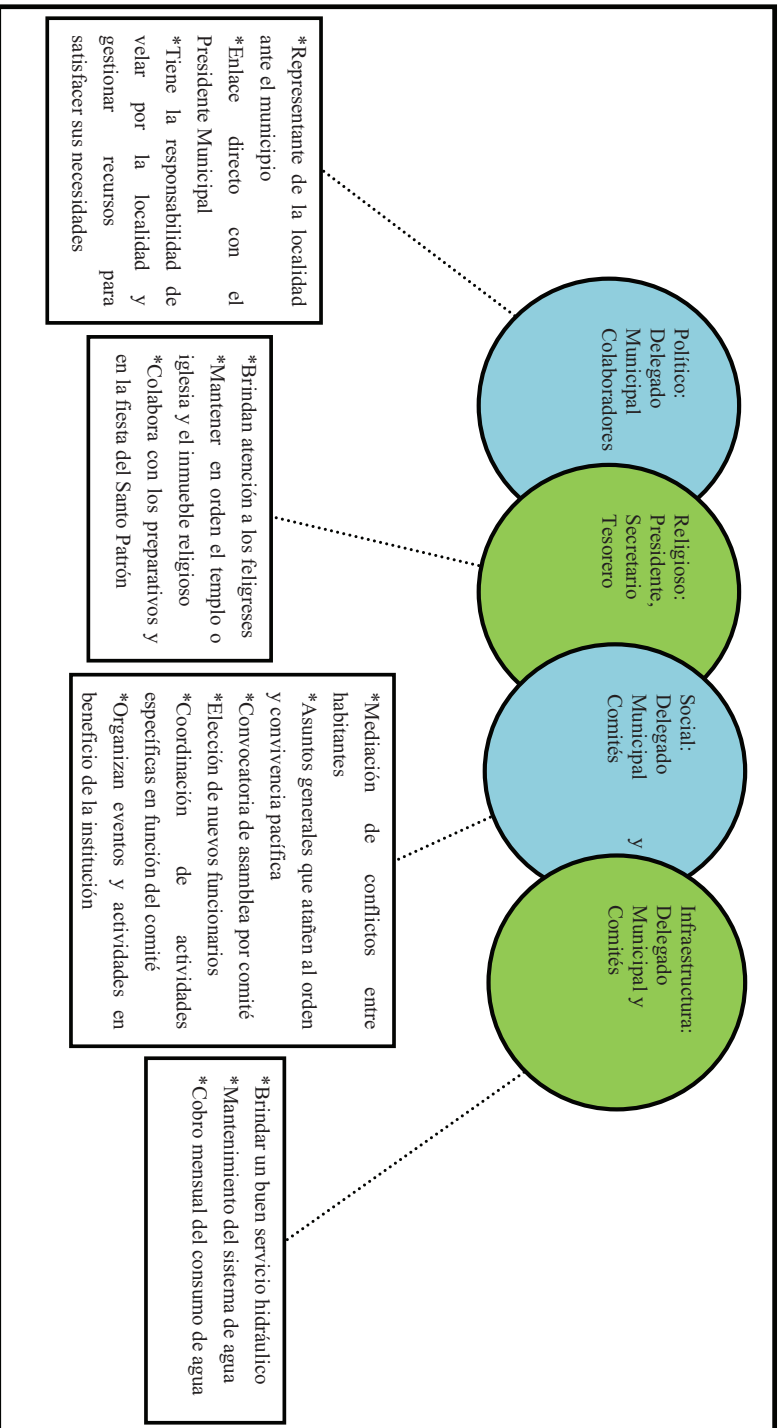 Político:
Delegado
Municipal
Colaboradores
Religioso:
Presidente,
Secretario
Tesorero
Social:
Delegado
Municipal y
Comités
Infraestructura:
Delegado
Municipal y
Comités
*Representante de la localidad
ante el municipio
*Enlace directo con el
Presidente Municipal
*Tiene la responsabilidad de
velar por la localidad y
gestionar recursos para
satisfacer sus necesidades
*Brindan atención a los feligreses
*Mantener en orden el templo o
iglesia y el inmueble religioso
*Colabora con los preparativos y
en la fiesta del Santo Patrón
*Mediación de conflictos entre
habitantes
*Asuntos generales que atañen al orden
y convivencia pacífica
*Convocatoria de asamblea por comité
*Elección de nuevos funcionarios
*Coordinación de actividades
específicas en función del comité
*Organizan eventos y actividades en
beneficio de la institución
*Brindar un buen servicio hidráulico
*Mantenimiento del sistema de agua
*Cobro mensual del consumo de agua